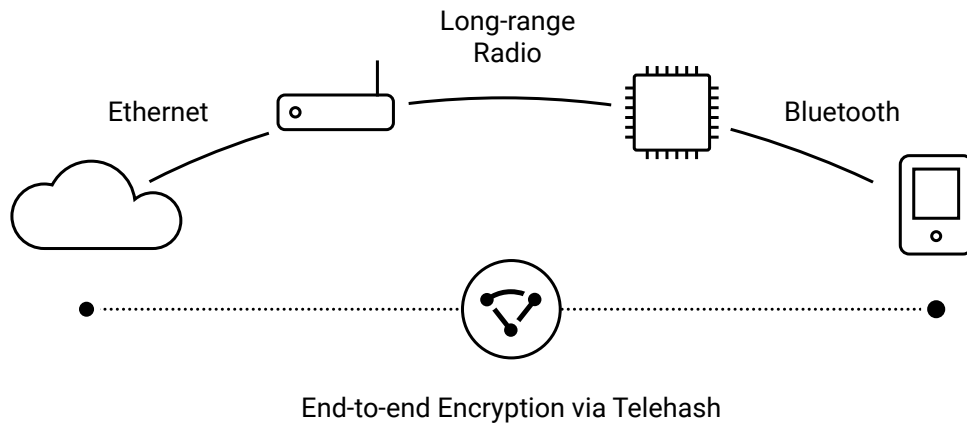 Long-range
Radio
Ethernet
Bluetooth
End-to-end Encryption via Telehash